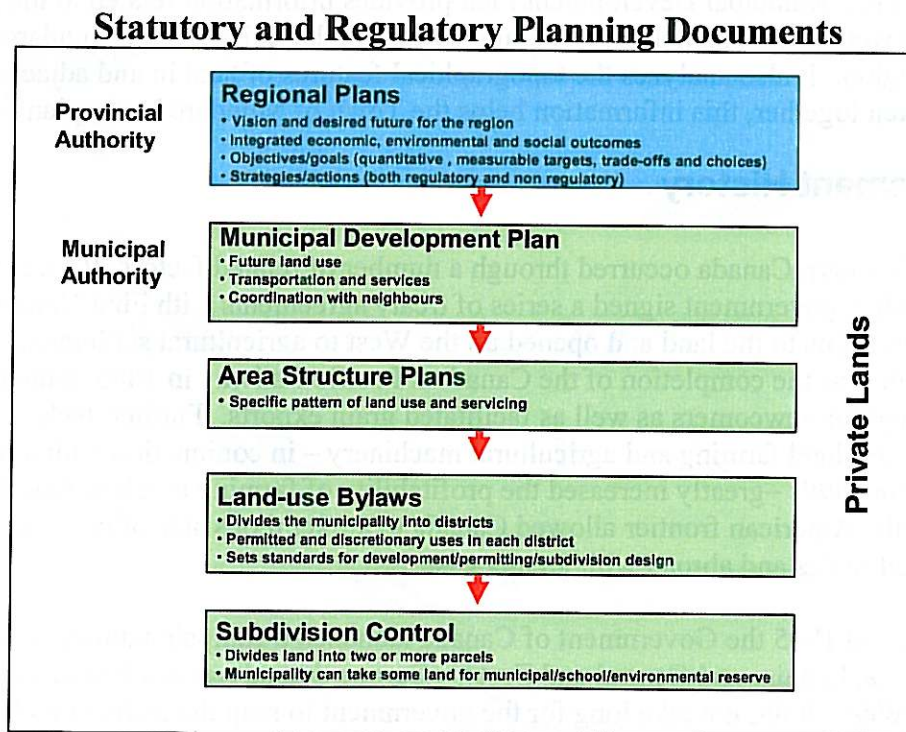 Statutory and Regulatory Planning Documents
Provincial
Authority
Regional Plans
• Vision and desired future for the region
• Integrated economic, environmental and social outcomes
• Objectives/goals (quantitative , measurable targets, trade-offs and choices)
• Strategies/actions (both regulatory and non regulatory)
Municipal
Authority
Municipal Development Plan
• Future land use
• Transportation and services
• Coordination with neighbours
Area Structure Plans
• Specific pattern of land use and servicing
Land-use Bylaws
• Divides the municipality into districts
• Permitted and discretionary uses in each district
• Sets standards for development/permitting/subdivision design
Subdivision Control
• Divides land into two or more parcels
• Municipality can take some land for municipal/school/environmental reserve
Private Lands